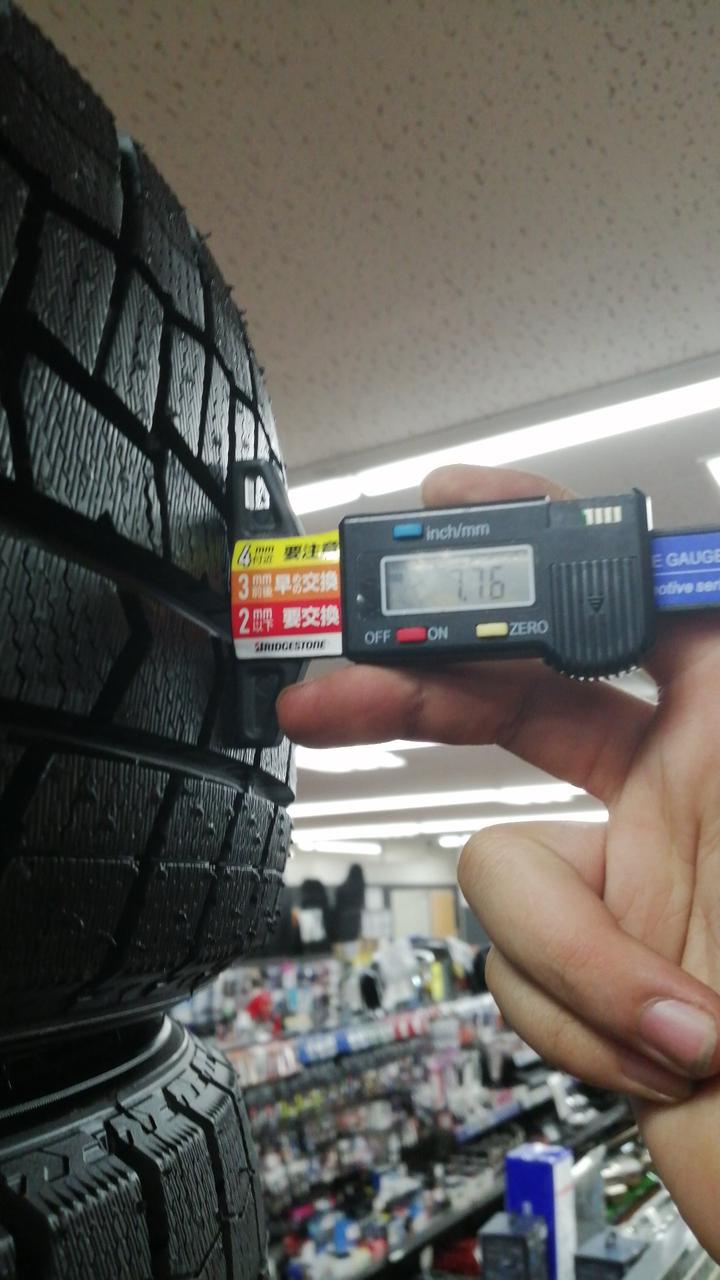 inch/mm
7.76
OFF ON ZERO
4mm付近 要注意
3mm前後 早めの交換
2mm以下 要交換
BRIDGESTONE
E GAUGE
otive sen